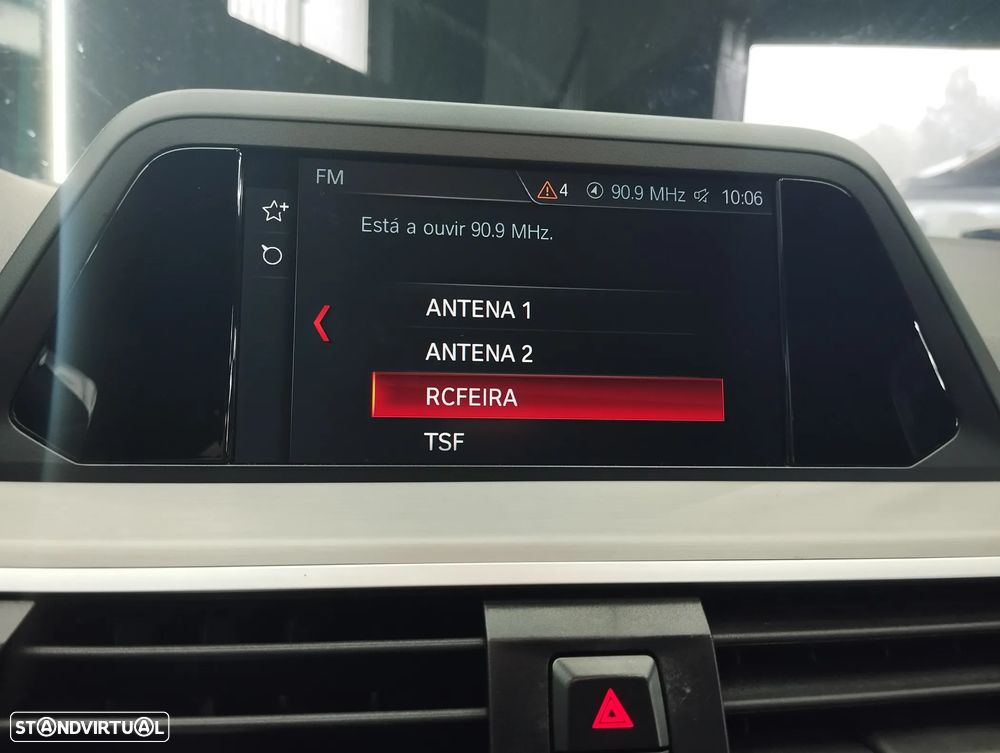 FM
4 90.9 MHz 10:06
Está a ouvir 90.9 MHz.
ANTENA 1
ANTENA 2
RCFEIRA
TSF
STANDVIRTUAL